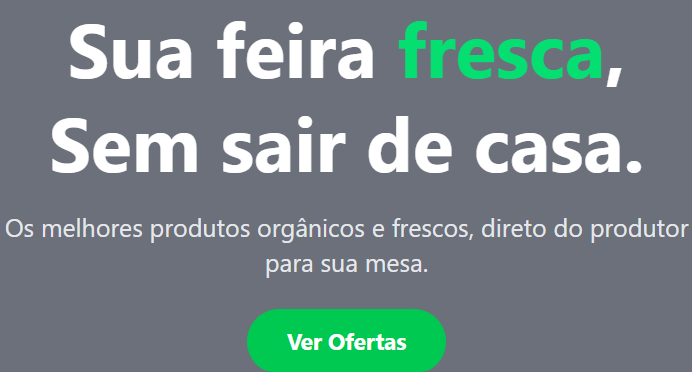 Sua feira fresca,
Sem sair de casa.
Os melhores produtos orgânicos e frescos, direto do produtor
para sua mesa.
Ver Ofertas